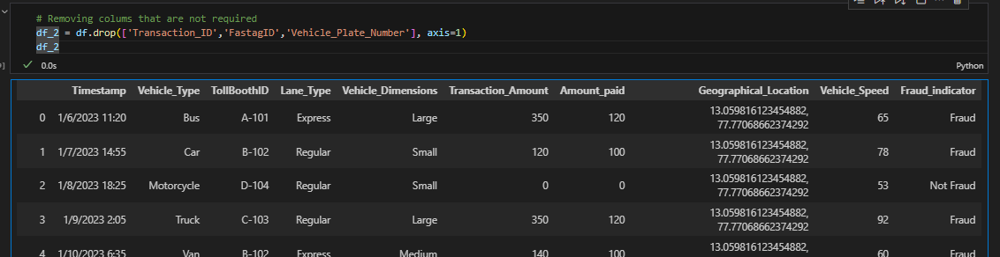 # Removing colums that are not required
df_2 = df.drop(['Transaction_ID','FastagID','Vehicle_Plate_Number'], axis=1)
df_2
0.0s Python
Timestamp Vehicle_Type TollBoothID Lane_Type Vehicle_Dimensions Transaction_Amount Amount_paid Geographical_Location Vehicle_Speed Fraud_indicator
0 1/6/2023 11:20 Bus A-101 Express Large 350 120 13.059816123454882, 65 Fraud
77.77068662374292
1 1/7/2023 14:55 Car B-102 Regular Small 120 100 13.059816123454882, 78 Fraud
77.77068662374292
2 1/8/2023 18:25 Motorcycle D-104 Regular Small 0 0 13.059816123454882, 53 Not Fraud
77.77068662374292
3 1/9/2023 2:05 Truck C-103 Regular Large 350 120 13.059816123454882, 92 Fraud
77.77068662374292
4 1/10/2023 6:35 Van B-102 Express Medium 140 100 13.059816123454882, 60 Fraud